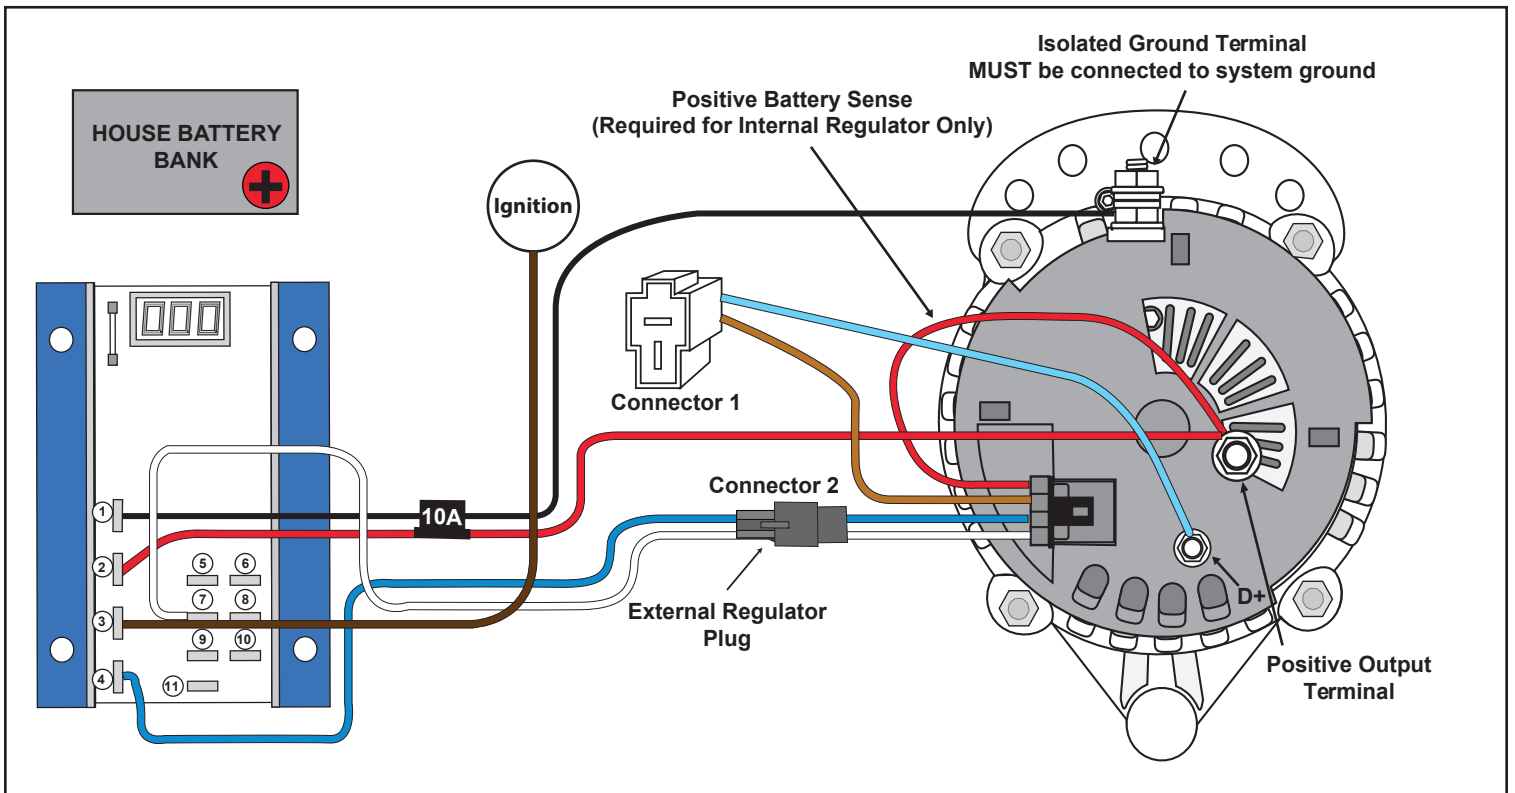 Isolated Ground Terminal
MUST be connected to system ground
Positive Battery Sense
(Required for Internal Regulator Only)
HOUSE BATTERY
BANK
Ignition
000
Connector 1
Connector 2
10A
1
2
3
4
5
6
7
8
9
10
11
External Regulator
Plug
D+
Positive Output
Terminal